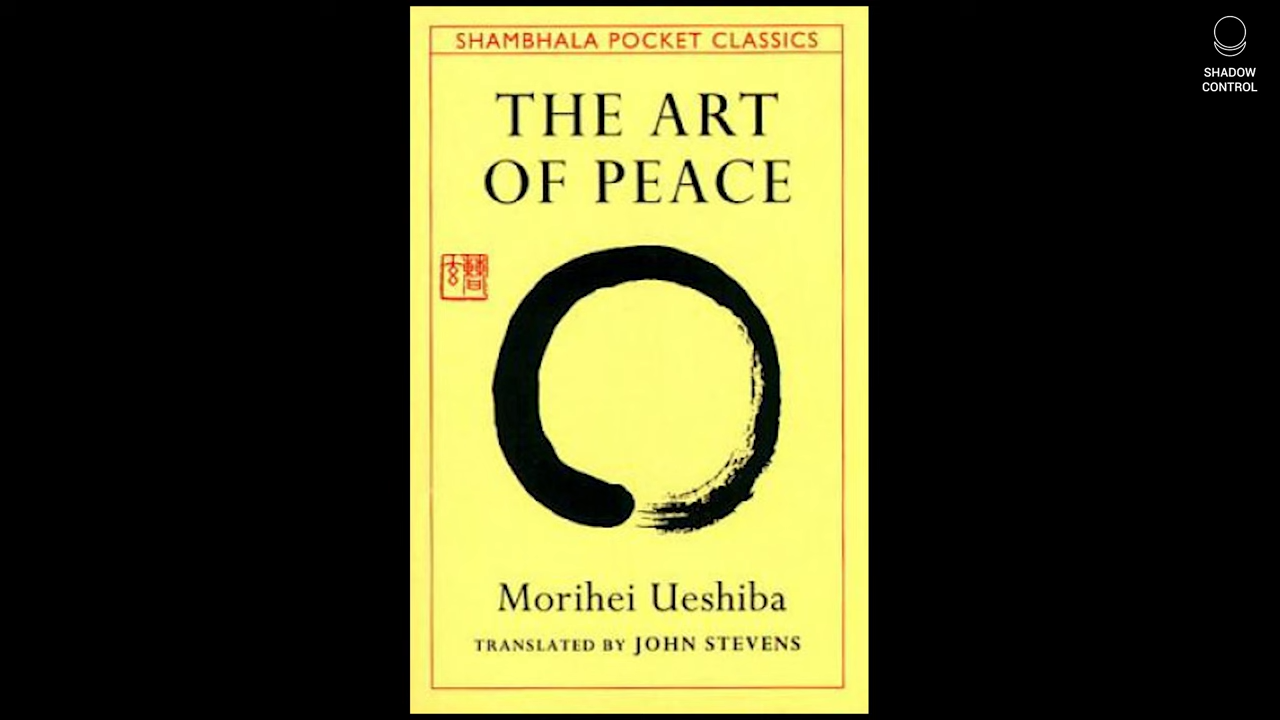 SHAMBHALA POCKET CLASSICS
THE ART
OF PEACE
Morihei Ueshiba
TRANSLATED BY JOHN STEVENS
SHADOW
CONTROL